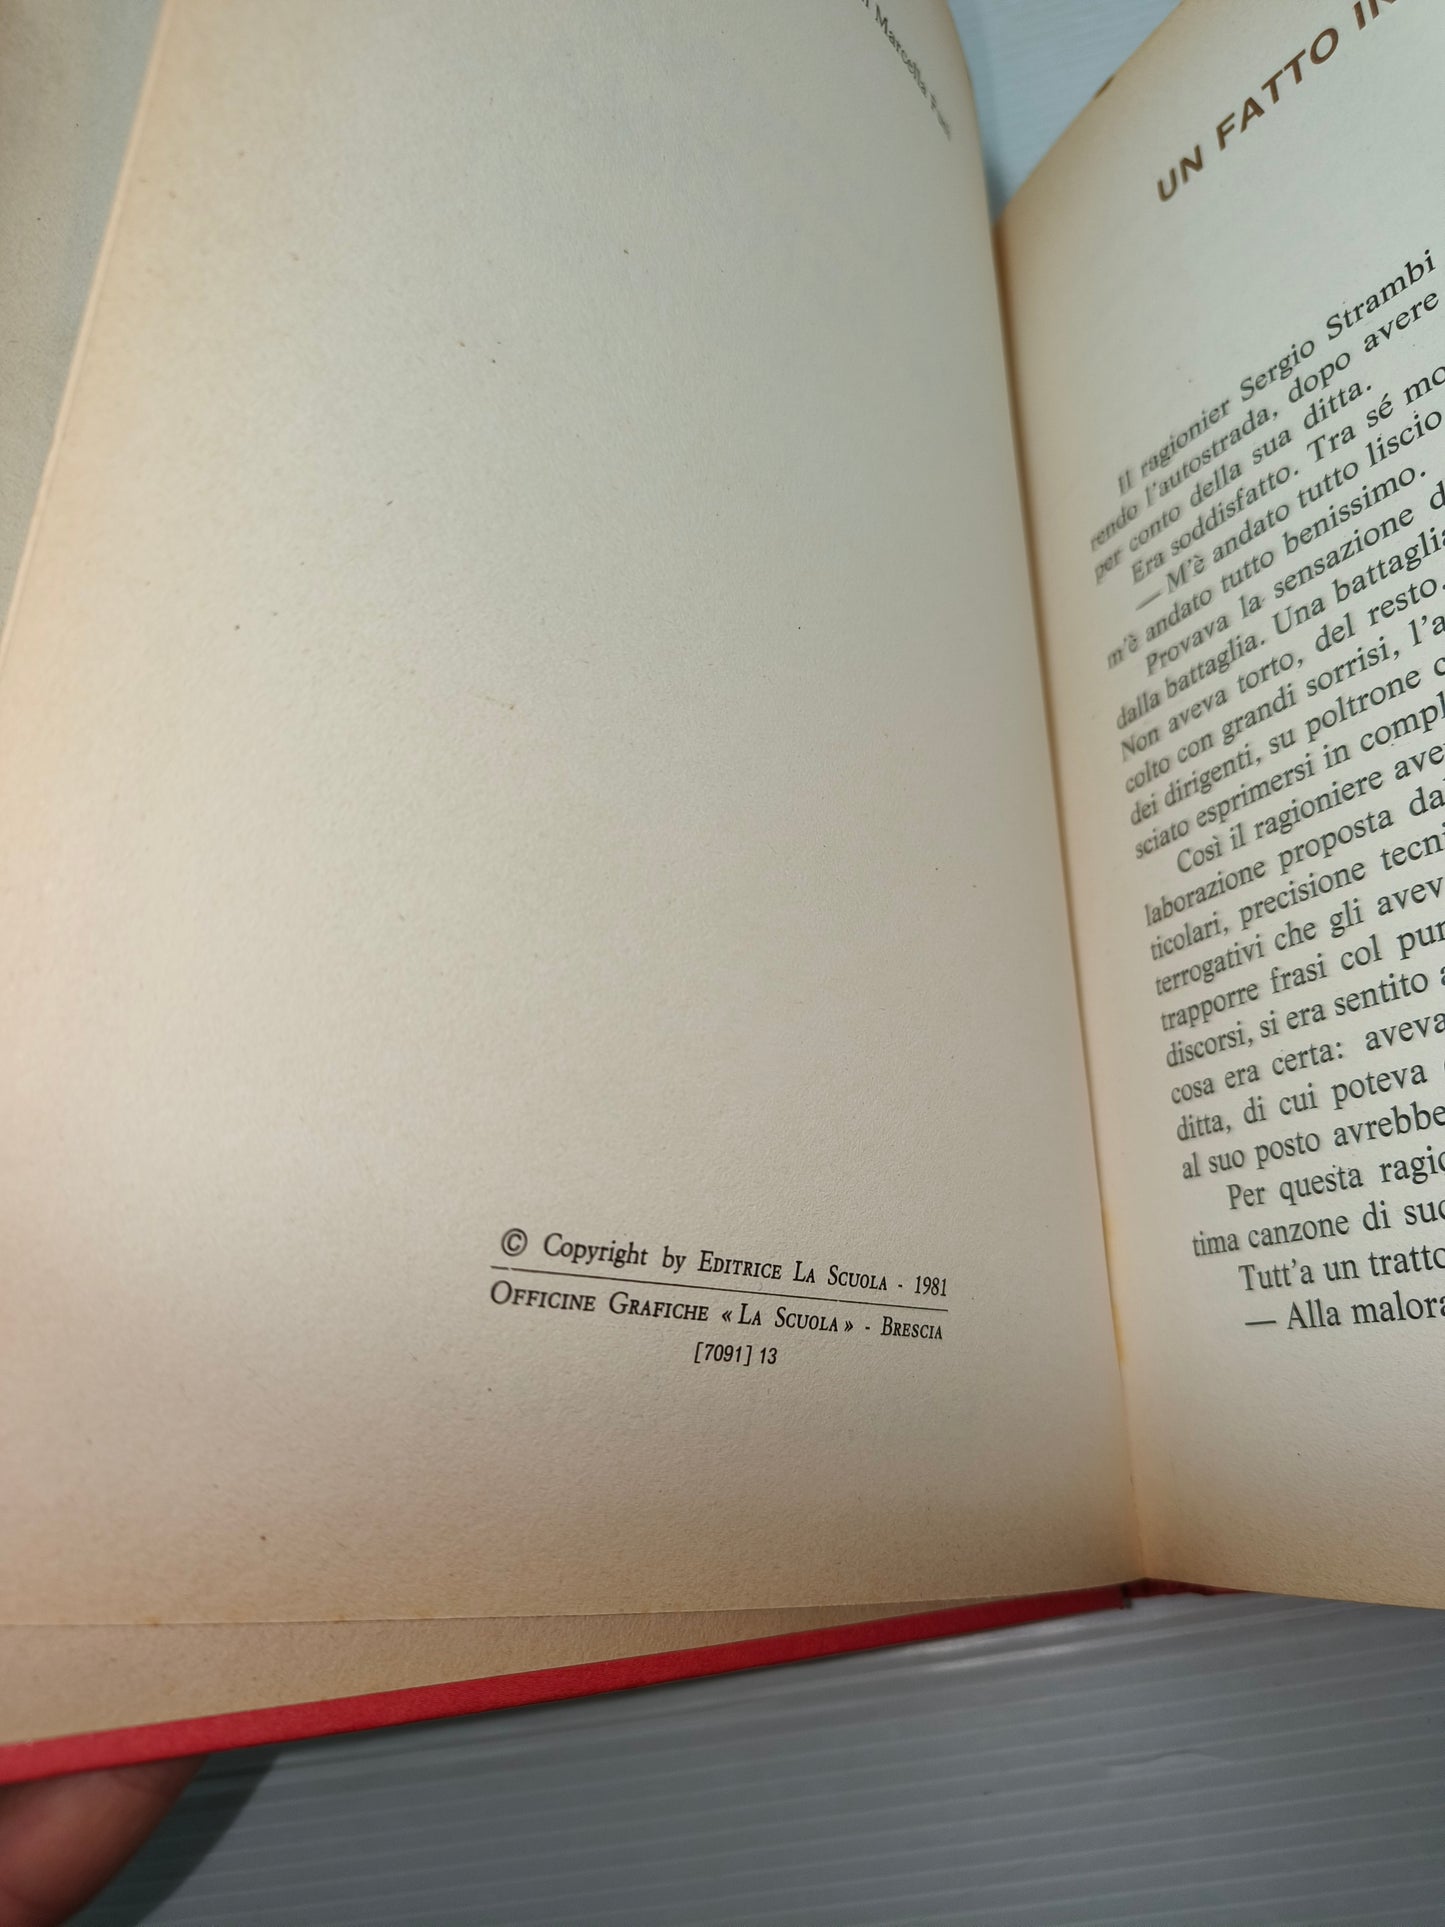 Marcella
© Copyright by EDITRICE LA SCUOLA - 1981
OFFICINE GRAFICHE « LA SCUOLA » - BRESCIA
[7091] 13
UN FATTO IN
Il ragionier Sergio Strambi
rendo l'autostrada, dopo avere
per conto della sua ditta.
Era soddisfatto. Tra sé mo
— M'è andato tutto liscio
m'è andato tutto benissimo.
Provava la sensazione d
dalla battaglia. Una battaglia
Non aveva torto, del resto.
colto con grandi sorrisi, l'a
dei dirigenti, su poltrone c
sciato esprimersi in compl
Così il ragioniere ave
laborazione proposta da
ticolari, precisione tecni
terrogativi che gli avev
trapporre frasi col pun
discorsi, si era sentito a
cosa era certa: aveva
ditta, di cui poteva
al suo posto avrebbe
Per questa ragio
tima canzone di suc
Tutt'a un tratto
— Alla malora